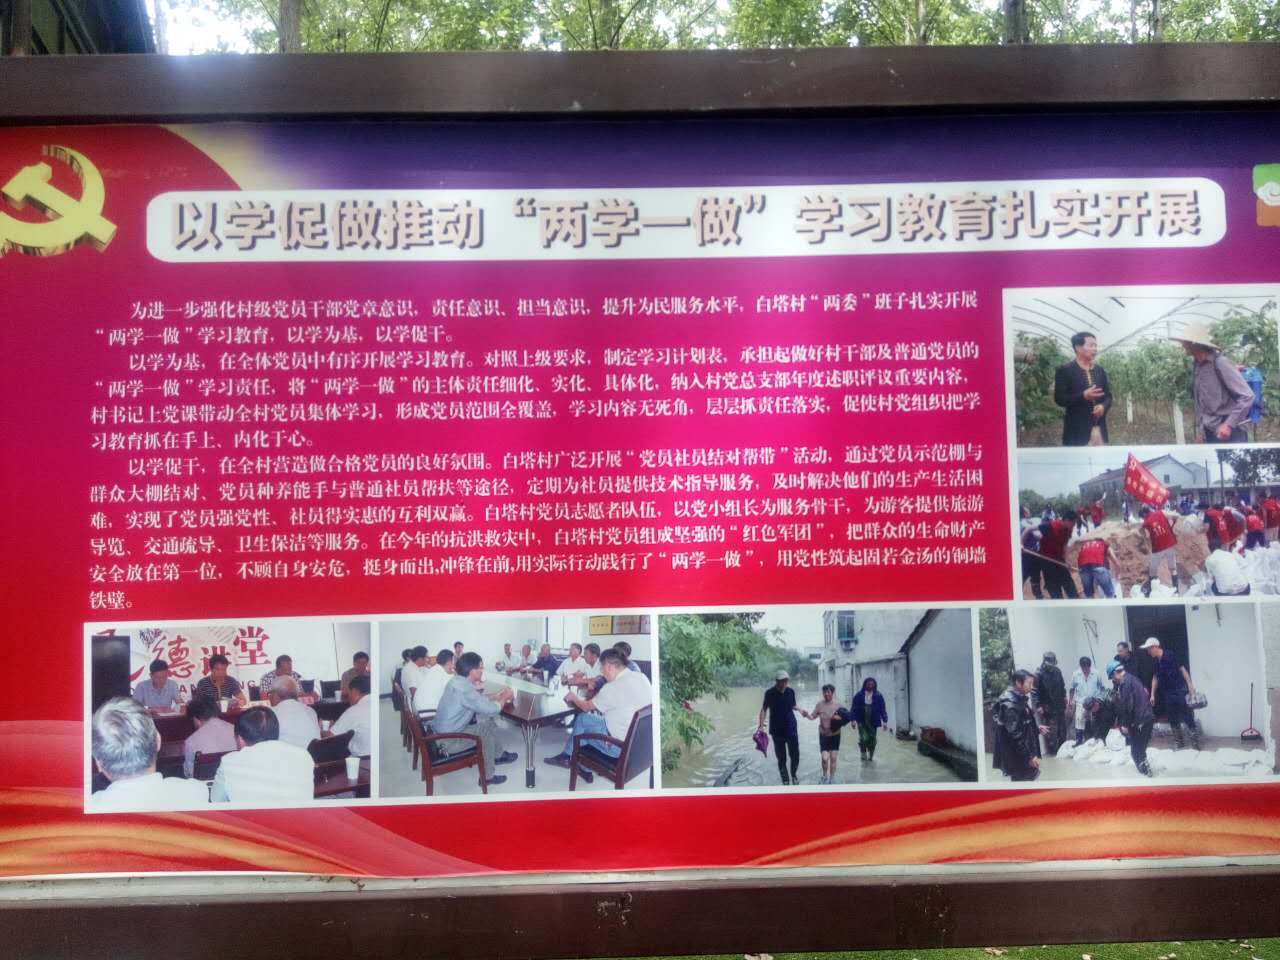 以学促做推动“两学一做”学习教育扎实开展
为进一步强化村级党员干部党章意识，责任意识、担当意识，提升为民服务水平，白塔村“两委”班子扎实开展
“两学一做”学习教育，以学为基，以学促干。
以学为基，在全体党员中有序开展学习教育。对照上级要求，制定学习计划表，承担起做好村干部及普通党员的
“两学一做”学习责任，将“两学一做”的主体责任细化、实化、具体化，纳入村党总支部年度述职评议重要内容，
村书记上党课带动全村党员集体学习，形成党员范围全覆盖，学习内容无死角，层层抓责任落实，促使村党组织把学
习教育抓在手上、内化于心。
以学促干，在全村营造做合格党员的良好氛围。白塔村广泛开展“党员社员结对帮带”活动，通过党员示范棚与
群众大棚结对、党员种养能手与普通社员帮扶等途径，定期为社员提供技术指导服务，及时解决他们的生产生活困
难，实现了党员强党性、社员得实惠的互利双赢。白塔村党员志愿者队伍，以党小组长为服务骨干，为游客提供旅游
导览、交通疏导、卫生保洁等服务。在今年的抗洪救灾中，白塔村党员组成坚强的“红色军团”，把群众的生命财产
安全放在第一位，不顾自身安危，挺身而出,冲锋在前,用实际行动践行了“两学一做”，用党性筑起固若金汤的铜墙
铁壁。
德讲堂